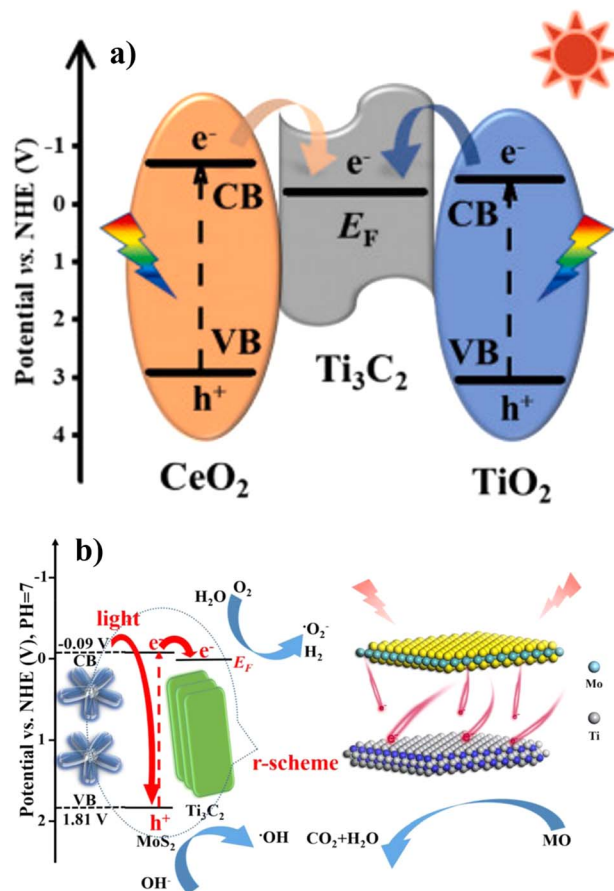 a)
Potential vs. NHE (V)
-1
0
1
2
3
4
e⁻
CB
VB
h⁺
CeO₂
e⁻
E_F
Ti₃C₂
e⁻
CB
VB
h⁺
TiO₂
b)
Potential vs. NHE (V), PH=7
-1
0
1
2
light
-0.09 V
CB
VB
1.81 V
e⁻
e⁻
E_F
h⁺
MoS₂
Ti₃C₂
r-scheme
H₂O O₂
·O₂⁻
H₂
OH⁻
·OH
CO₂+H₂O
MO
e⁻
e⁻
e⁻
e⁻
e⁻
e⁻
Mo
Ti